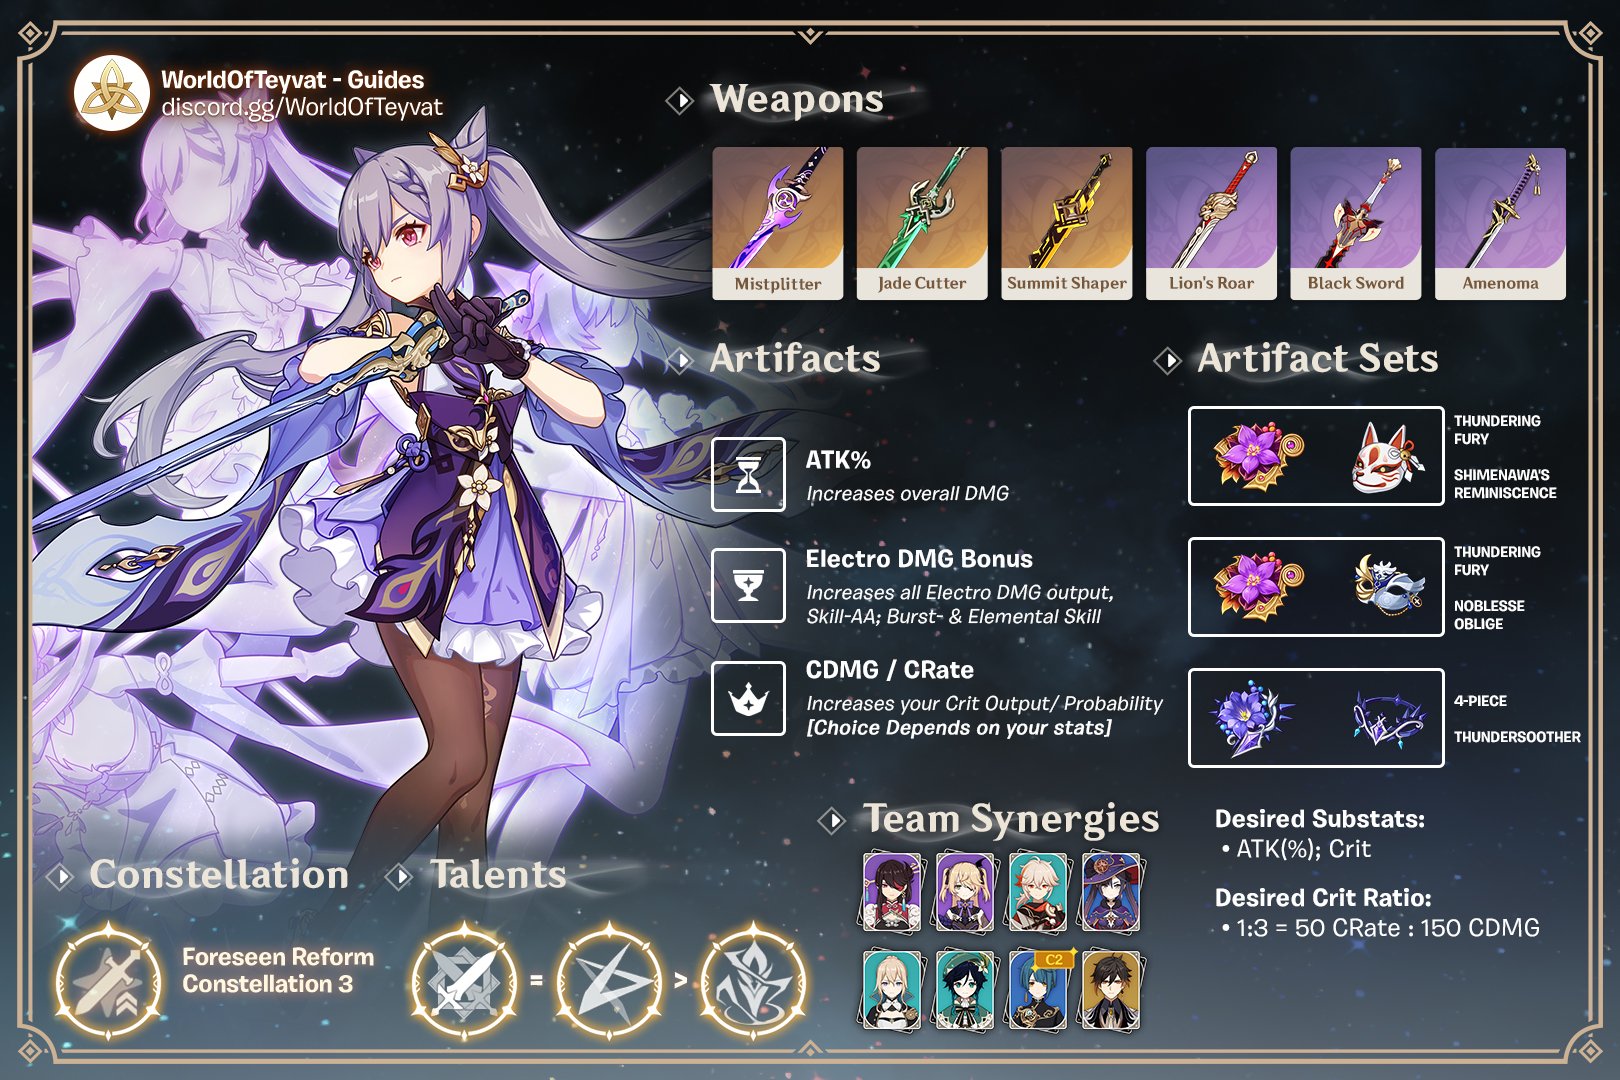 WorldOfTeyvat - Guides
discord.gg/WorldOfTeyvat
Weapons
Mistplitter
Jade Cutter
Summit Shaper
Lion's Roar
Black Sword
Amenoma
Artifacts
ATK%
Increases overall DMG
Electro DMG Bonus
Increases all Electro DMG output,
Skill-AA; Burst- & Elemental Skill
CDMG / CRate
Increases your Crit Output/ Probability
[Choice Depends on your stats]
Artifact Sets
THUNDERING
FURY
SHIMENAWA'S
REMINISCENCE
THUNDERING
FURY
NOBLESSE
OBLIGE
4-PIECE
THUNDERSOOTHER
Team Synergies
C2
Desired Substats:
• ATK(%); Crit
Desired Crit Ratio:
• 1:3 = 50 CRate : 150 CDMG
Constellation
Foreseen Reform
Constellation 3
Talents
= >